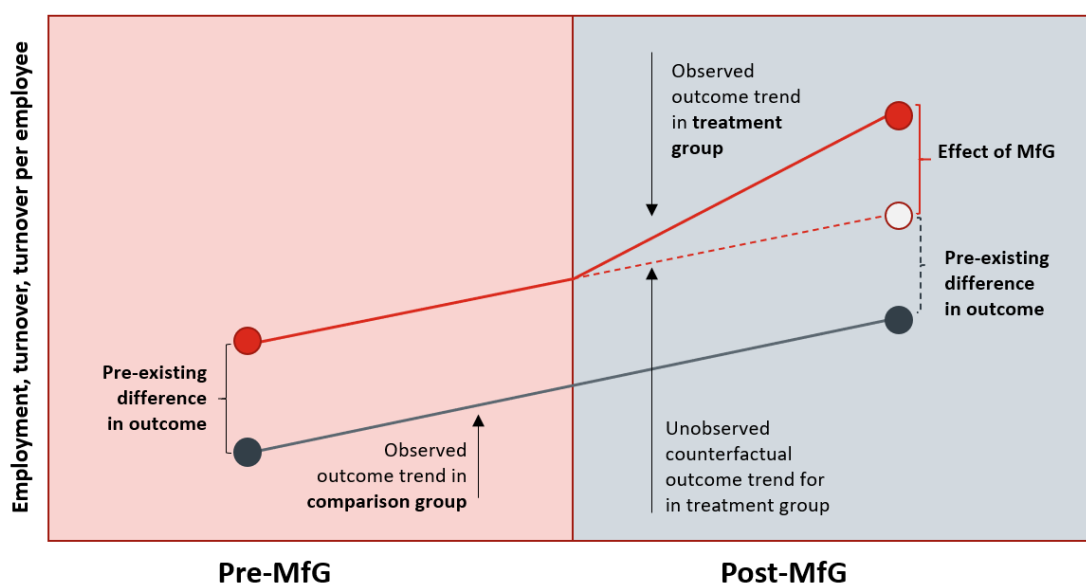 Employment, turnover, turnover per employee
Pre-existing
difference
in outcome
Observed
outcome trend in
comparison group
Observed
outcome trend
in treatment
group
Effect of MfG
Pre-existing
difference
in outcome
Unobserved
counterfactual
outcome trend for
in treatment group
Pre-MfG
Post-MfG